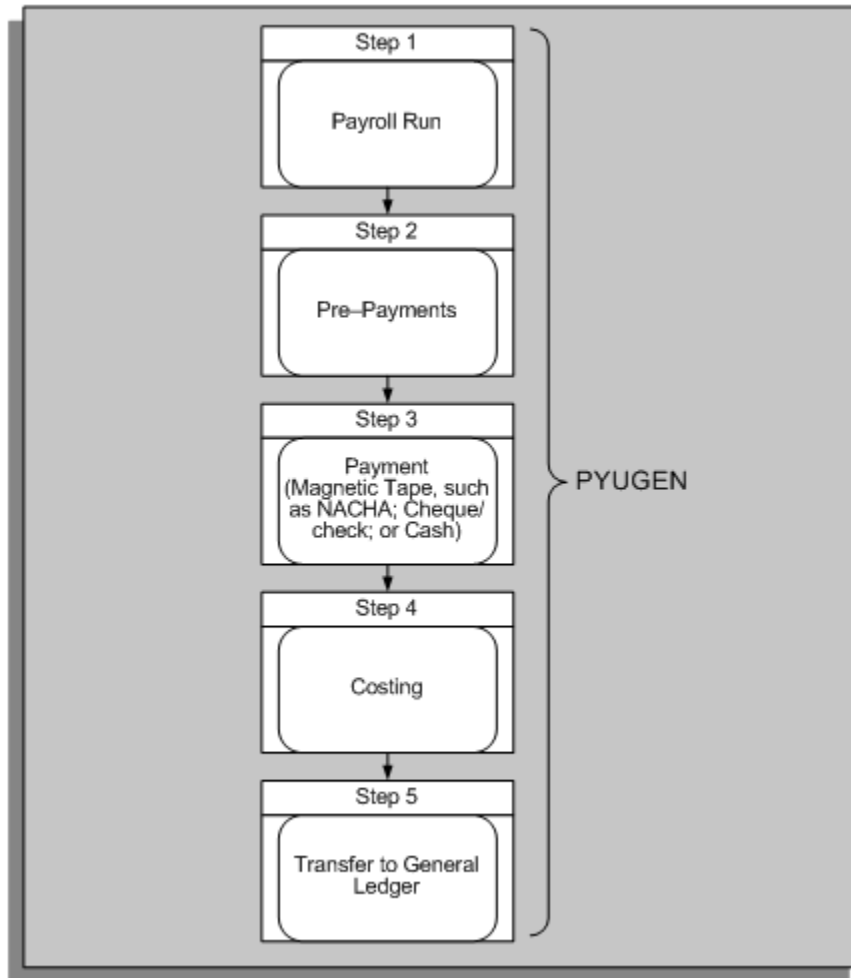 Step 1
Payroll Run
Step 2
Pre–Payments
Step 3
Payment
(Magnetic Tape, such
as NACHA; Cheque/
check; or Cash)
PYUGEN
Step 4
Costing
Step 5
Transfer to General
Ledger